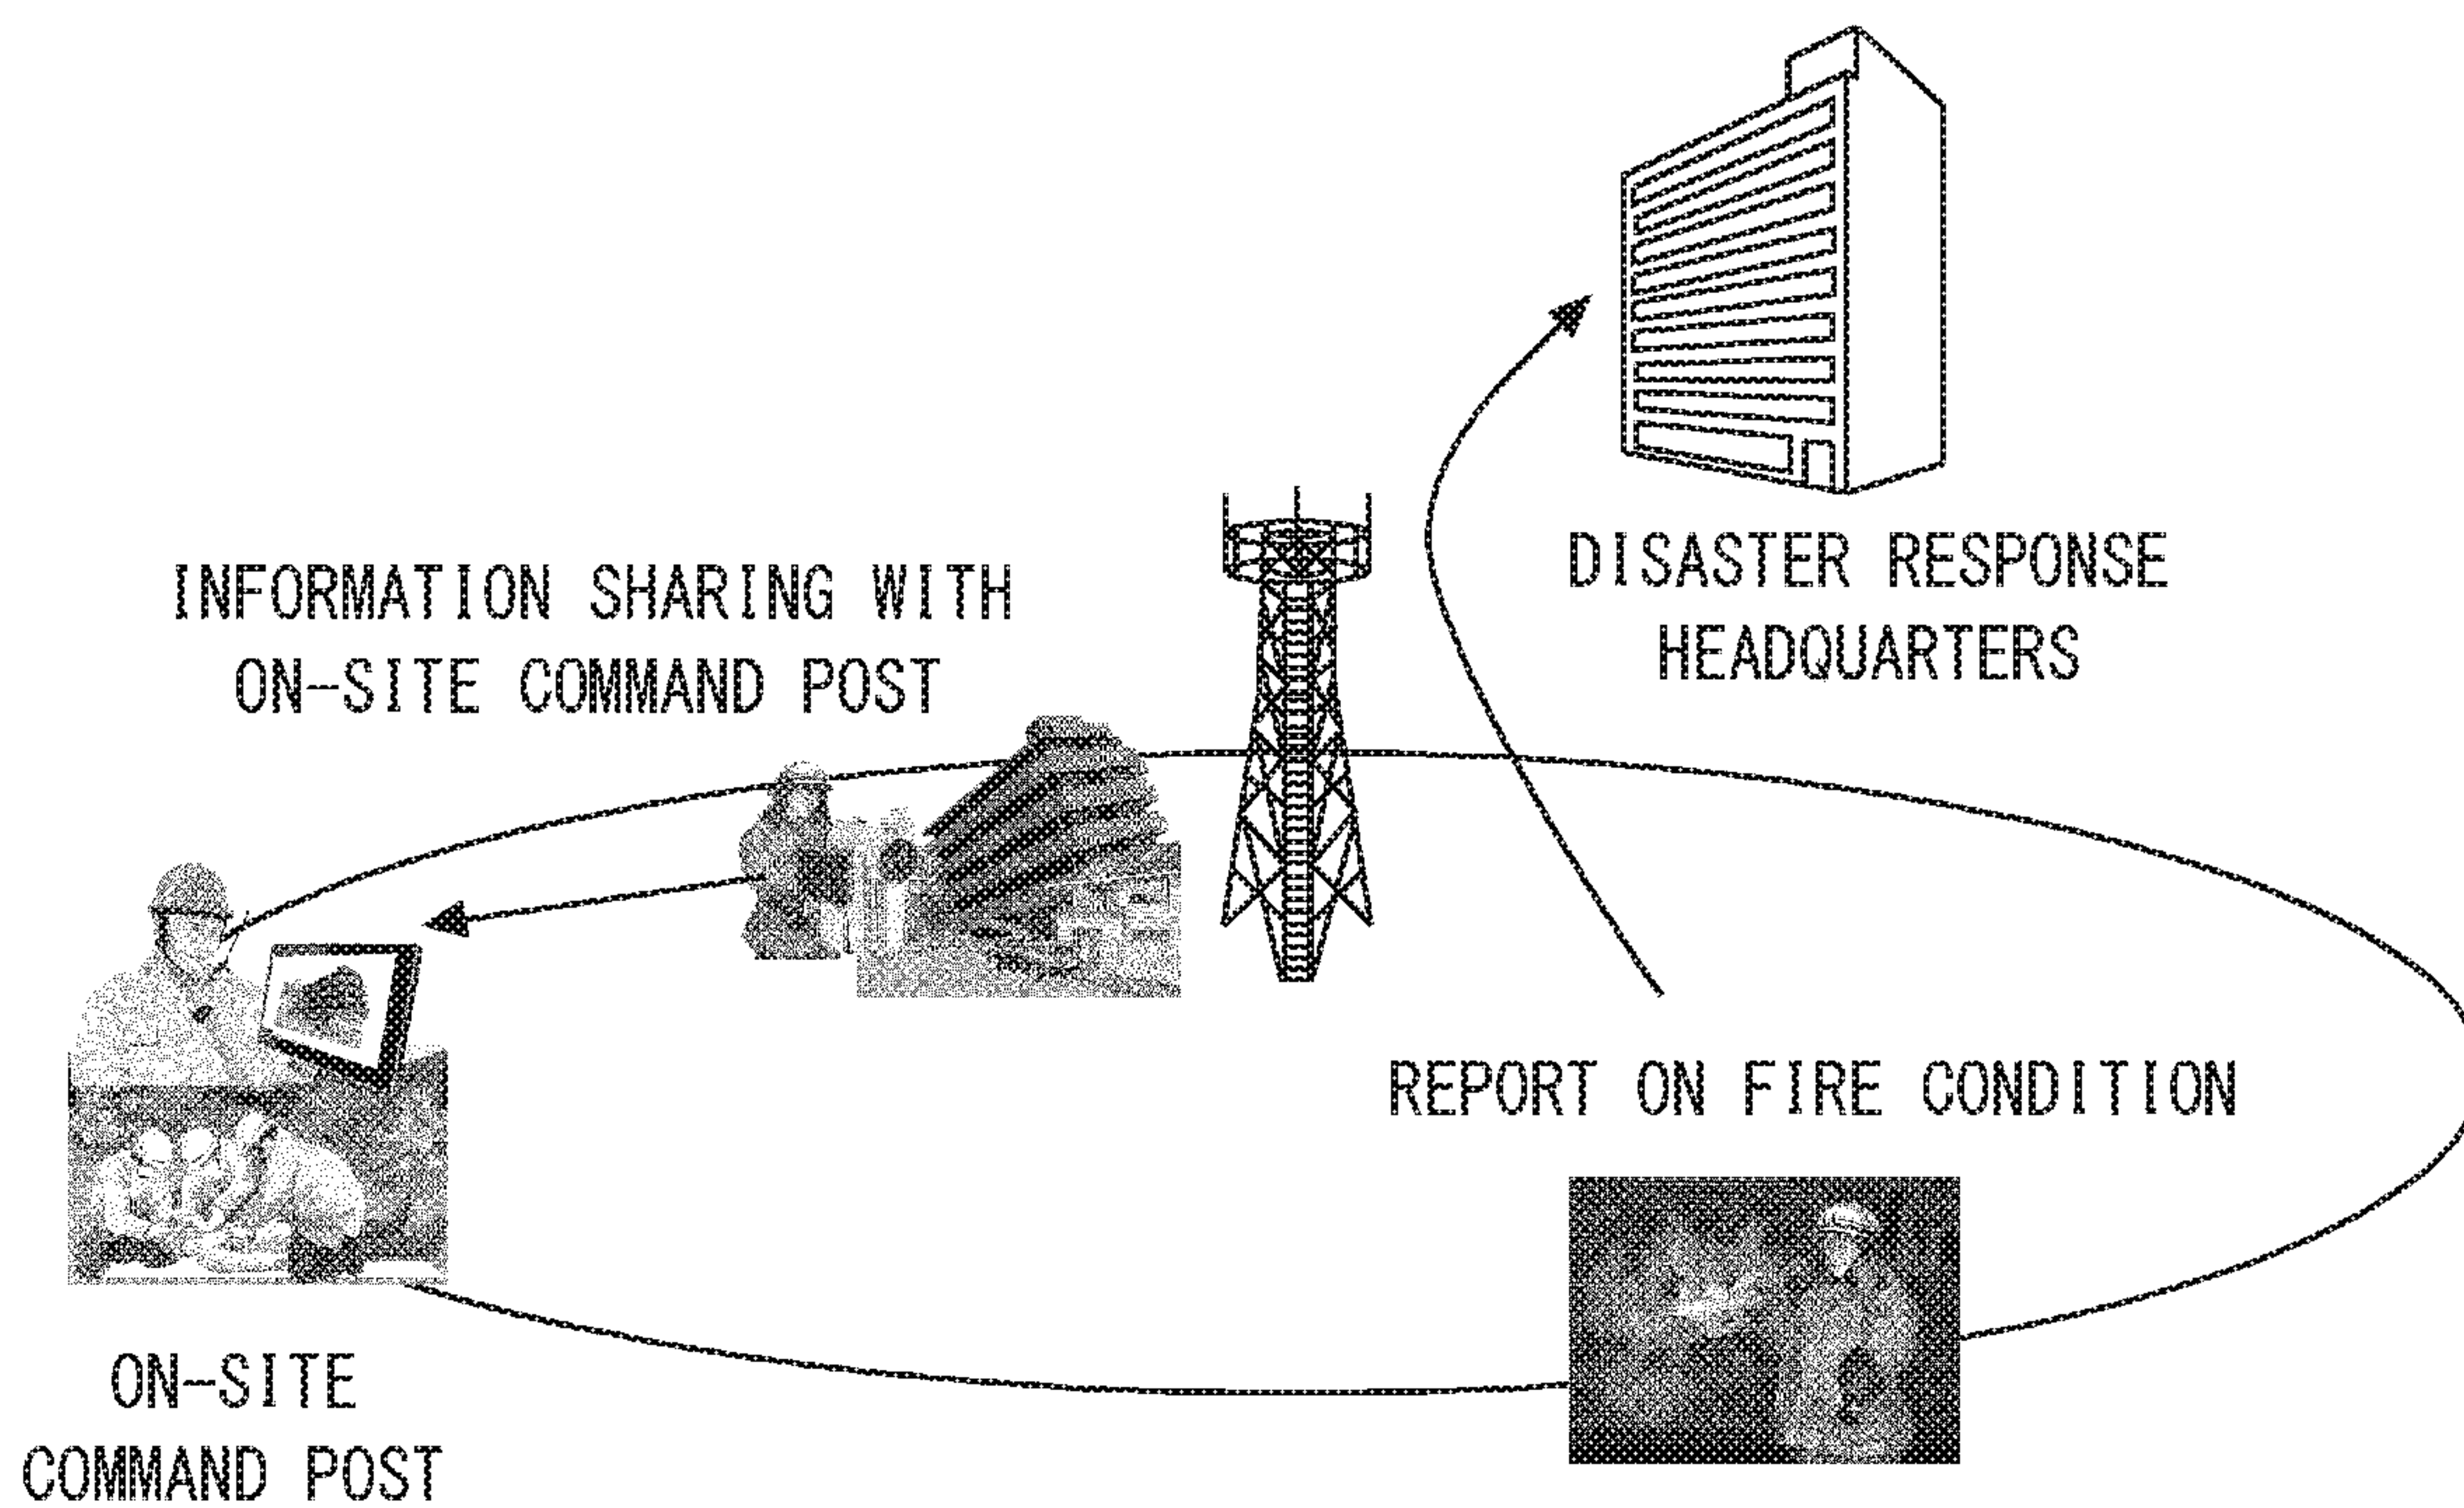 INFORMATION SHARING WITH
ON-SITE COMMAND POST
DISASTER RESPONSE
HEADQUARTERS
REPORT ON FIRE CONDITION
ON-SITE
COMMAND POST